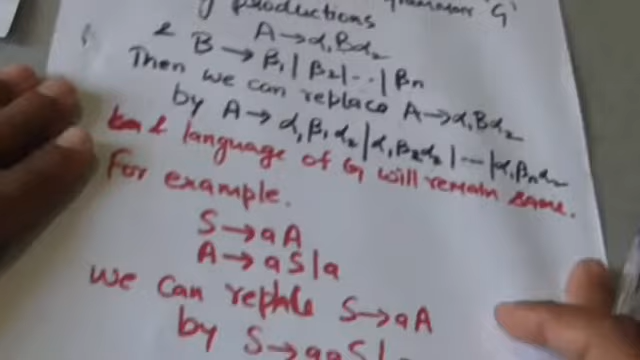 productions
A→α₁Bα₂
& B→β₁|β₂|--|βn
Then we can replace A→α₁Bα₂
by A→α₁β₁α₂|α₁β₂α₂|---|α₁βnα₂
& language of G will remain same.
For example.
S→aA
A→aS|a
We can S→aA
by S→aaS|